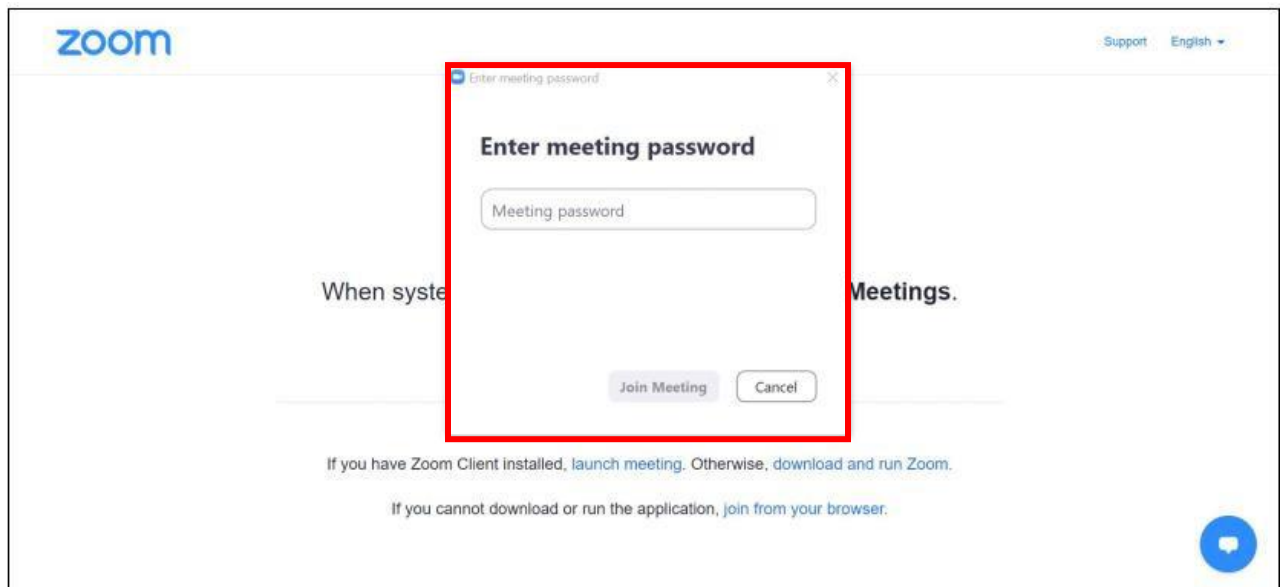 zoom
Support English
Enter meeting password
Enter meeting password
Meeting password
When syste Meetings.
Join Meeting Cancel
If you have Zoom Client installed, launch meeting. Otherwise, download and run Zoom.
If you cannot download or run the application, join from your browser.